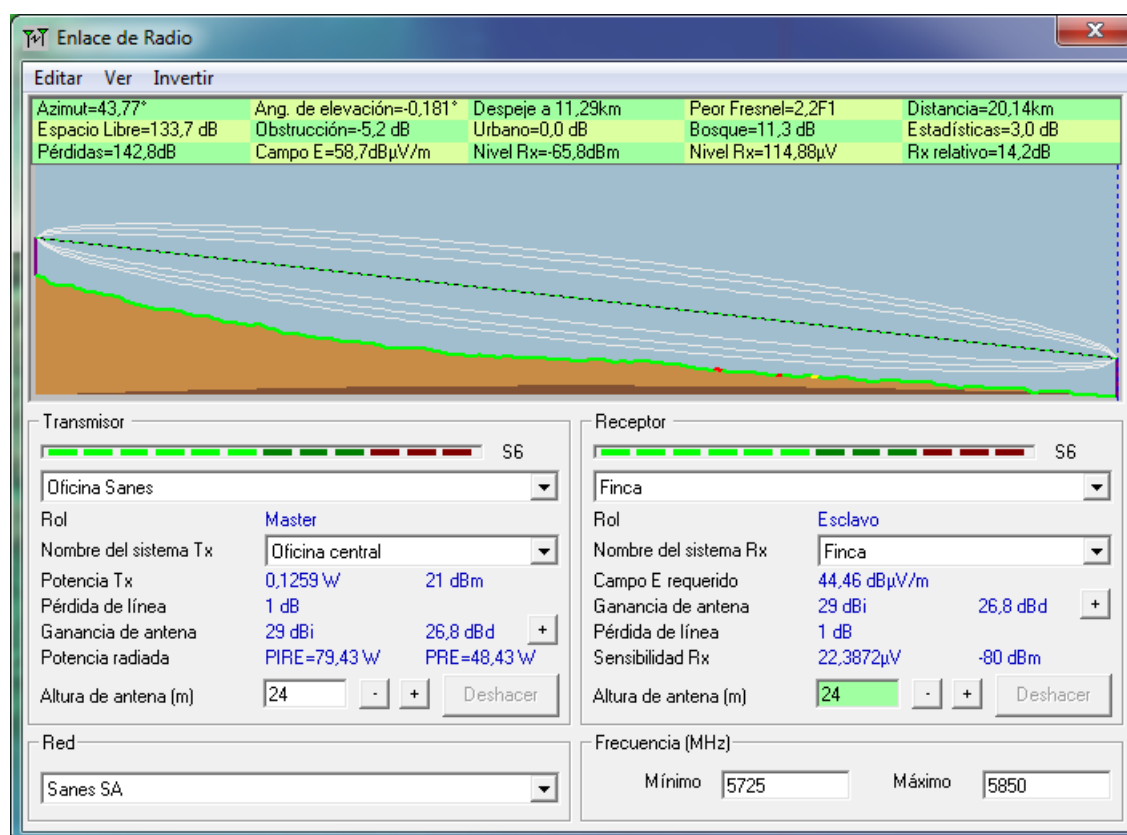 Enlace de Radio
Editar Ver Invertir
Azimut=43,77° Ang. de elevación=-0,181° Despeje a 11,29km Peor Fresnel=2,2F1 Distancia=20,14km
Espacio Libre=133,7 dB Obstrucción=-5,2 dB Urbano=0,0 dB Bosque=11,3 dB Estadísticas=3,0 dB
Pérdidas=142,8dB Campo E=58,7dBµV/m Nivel Rx=-65,8dBm Nivel Rx=114,88µV Rx relativo=14,2dB
Transmisor
S6
Oficina Sanes
Rol Master
Nombre del sistema Tx Oficina central
Potencia Tx 0,1259 W 21 dBm
Pérdida de línea 1 dB
Ganancia de antena 29 dBi 26,8 dBd +
Potencia radiada PIRE=79,43 W PRE=48,43 W
Altura de antena (m) 24 - + Deshacer
Receptor
S6
Finca
Rol Esclavo
Nombre del sistema Rx Finca
Campo E requerido 44,46 dBµV/m
Ganancia de antena 29 dBi 26,8 dBd +
Pérdida de línea 1 dB
Sensibilidad Rx 22,3872µV -80 dBm
Altura de antena (m) 24 - + Deshacer
Red
Sanes SA
Frecuencia (MHz)
Mínimo 5725 Máximo 5850